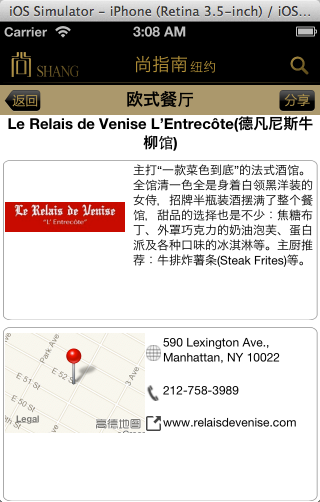 iOS Simulator - iPhone (Retina 3.5-inch) / iOS...
Carrier 3:08 AM
尚 SHANG 尚指南 纽约
返回 欧式餐厅 分享
Le Relais de Venise L’Entrecôte(德凡尼斯牛
柳馆)
主打“一款菜色到底”的法式酒馆。
全馆清一色全是身着白领黑洋装的
女侍，招牌半瓶装酒摆满了整个餐
馆，甜品的选择也是不少：焦糖布
丁、外罩巧克力的奶油泡芙、蛋白
派及各种口味的冰淇淋等。主厨推
荐：牛排炸薯条(Steak Frites)等。
Le Relais de Venise
“L’ Entrecôte”
Park Ave
E 51 St
E 52 S
3 Ave
E 50 St
Legal
高德地图
590 Lexington Ave.,
Manhattan, NY 10022
212-758-3989
www.relaisdevenise.com